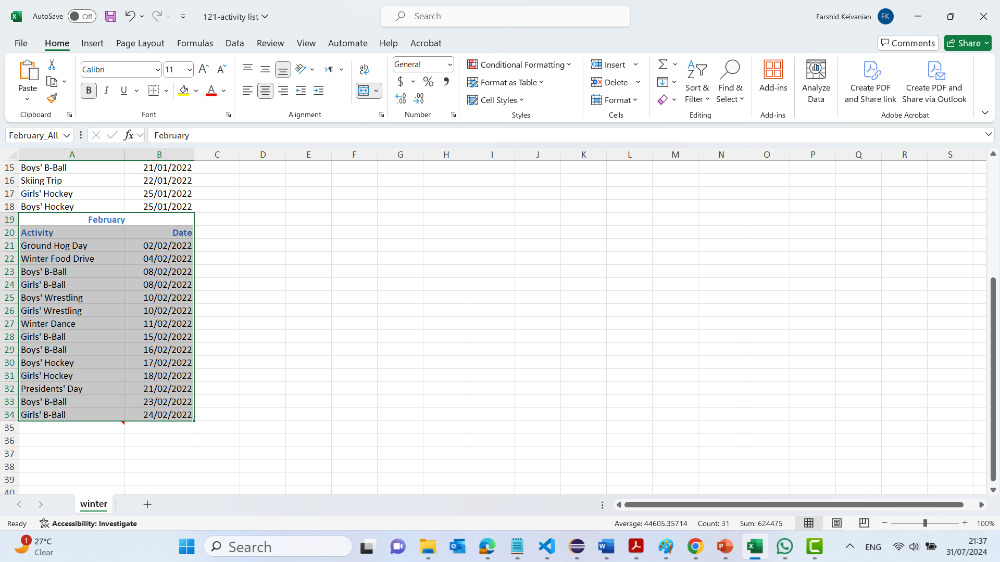 AutoSave Off 121-activity list Search Farshid Keivanian FK
File Home Insert Page Layout Formulas Data Review View Automate Help Acrobat Comments Share
Paste
Clipboard
Calibri 11
B I U
Font
ab
Alignment
General
$ % 9
Number
Conditional Formatting
Format as Table
Cell Styles
Styles
Insert
Delete
Format
Cells
Sort & Filter
Find & Select
Editing
Add-ins
Add-ins
Analyze Data
Create PDF and Share link
Create PDF and Share via Outlook
Adobe Acrobat
February_All fx February
A B C D E F G H I J K L M N O P Q R S
15 Boys' B-Ball 21/01/2022
16 Skiing Trip 22/01/2022
17 Girls' Hockey 25/01/2022
18 Boys' Hockey 25/01/2022
19 February
20 Activity Date
21 Ground Hog Day 02/02/2022
22 Winter Food Drive 04/02/2022
23 Boys' B-Ball 08/02/2022
24 Girls' B-Ball 08/02/2022
25 Boys' Wrestling 10/02/2022
26 Girls' Wrestling 10/02/2022
27 Winter Dance 11/02/2022
28 Girls' B-Ball 15/02/2022
29 Boys' B-Ball 16/02/2022
30 Boys' Hockey 17/02/2022
31 Girls' Hockey 18/02/2022
32 Presidents' Day 21/02/2022
33 Boys' B-Ball 23/02/2022
34 Girls' B-Ball 24/02/2022
35
36
37
38
39
40
winter
Ready Accessibility: Investigate Average: 44605.35714 Count: 31 Sum: 624475 100%
1 27°C Search ENG 21:37
Clear 31/07/2024